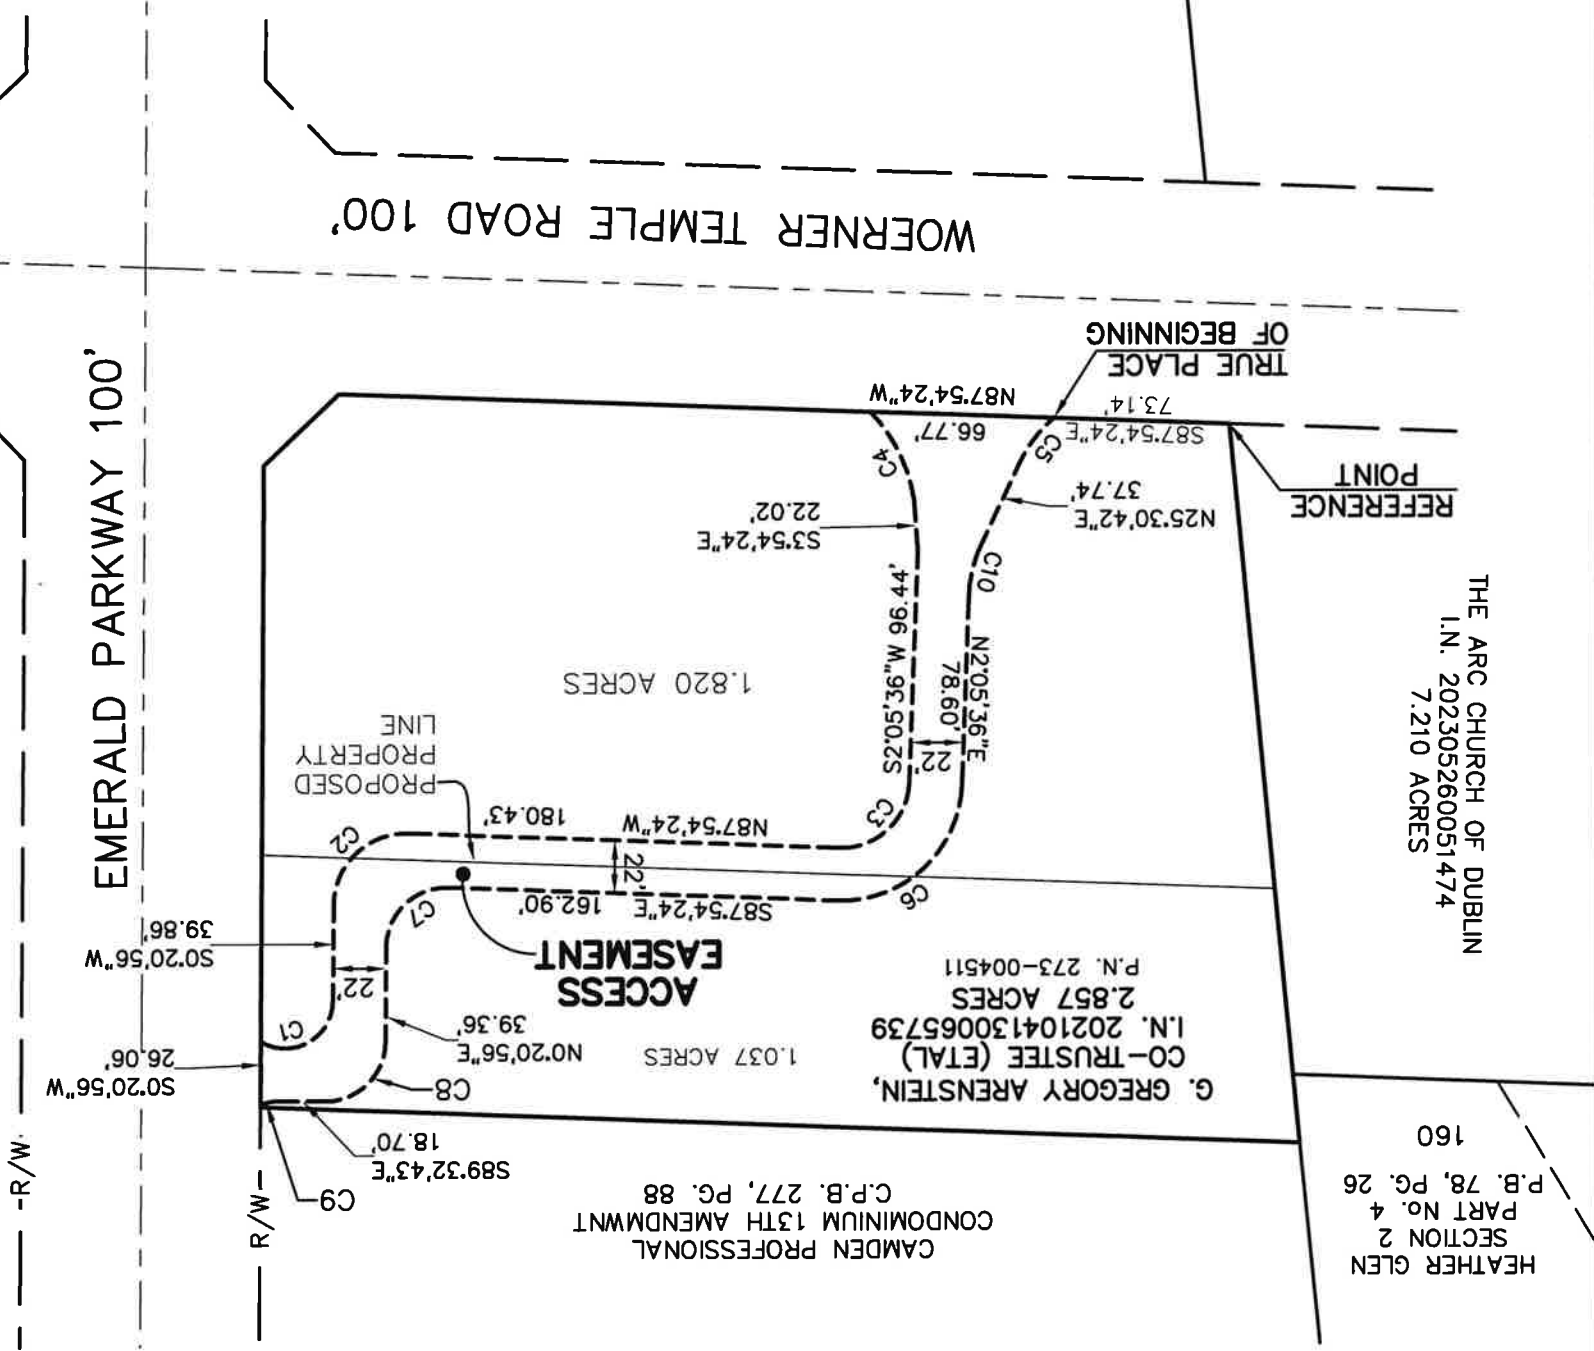 HEATHER GLEN
SECTION 2
PART No. 4
P.B. 78, PG. 26
160
CAMDEN PROFESSIONAL
CONDOMINIUM 13TH AMENDMWNT
C.P.B. 277, PG. 88
C9
S89°32'43"E
18.70'
R/W
R/W
S0°20'56"W
26.06'
C8
C1
G. GREGORY ARENSTEIN,
CO-TRUSTEE (ETAL)
I.N. 202104130065739
2.857 ACRES
P.N. 273-004511
1.037 ACRES
N0°20'56"E
39.36'
22'
ACCESS
EASEMENT
S0°20'56"W
39.86'
C7
C6
S87°54'24"E 162.90'
22'
C2
C3
N87°54'24"W 180.43'
PROPOSED
PROPERTY
LINE
22'
N2°05'36"E
78.60'
S2°05'36"W 96.44'
1.820 ACRES
THE ARC CHURCH OF DUBLIN
I.N. 202305260051474
7.210 ACRES
EMERALD PARKWAY 100'
C10
S3°54'24"E
22.02'
N25°30'42"E
37.74'
REFERENCE
POINT
C4
C5
S87°54'24"E
73.14'
66.77'
N87°54'24"W
TRUE PLACE
OF BEGINNING
WOERNER TEMPLE ROAD 100'